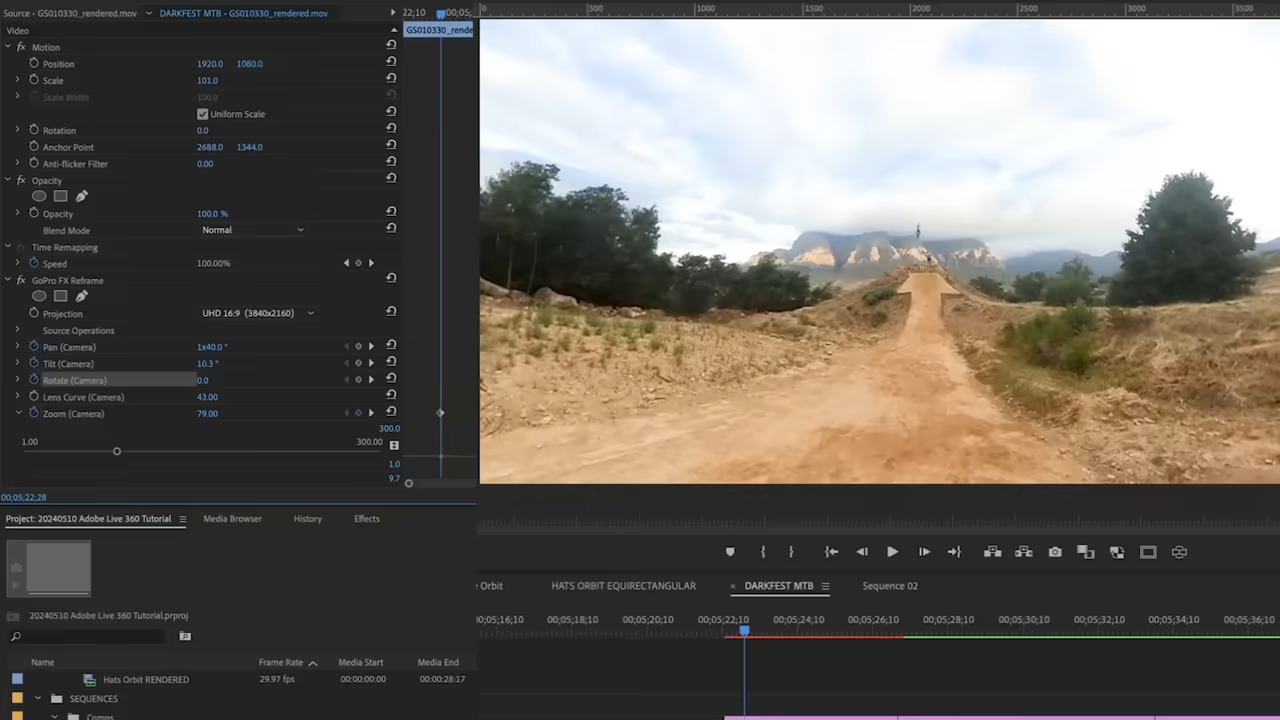 Source - GS010330_rendered.mov DARKFEST MTB - GS010330_rendered.mov 22;10 00;05;
Video GS010330_rende
fx Motion
Position 1920.0 1080.0
Scale 101.0
Scale Width 100.0
Uniform Scale
Rotation 0.0
Anchor Point 2688.0 1344.0
Anti-flicker Filter 0.00
fx Opacity
Opacity 100.0 %
Blend Mode Normal
Time Remapping
Speed 100.00%
fx GoPro FX Reframe
Projection UHD 16:9 (3840x2160)
Source Operations
Pan (Camera) 1x40.0 °
Tilt (Camera) 10.3 °
Rotate (Camera) 0.0
Lens Curve (Camera) 43.00
Zoom (Camera) 79.00
300.0
1.00 300.00
1.0
9.7
00;05;22;28
Project: 20240510 Adobe Live 360 Tutorial Media Browser History Effects
20240510 Adobe Live 360 Tutorial.prproj
Name Frame Rate Media Start Media End
Hats Orbit RENDERED 29.97 fps 00:00:00:00 00:00:28:17
SEQUENCES
Comps
0 500 1000 1500 2000 2500 3000 3500
e Orbit HATS ORBIT EQUIRECTANGULAR × DARKFEST MTB Sequence 02
00;05;16;10 00;05;18;10 00;05;20;10 00;05;22;10 00;05;24;10 00;05;26;10 00;05;28;10 00;05;30;10 00;05;32;10 00;05;34;10 00;05;36;10